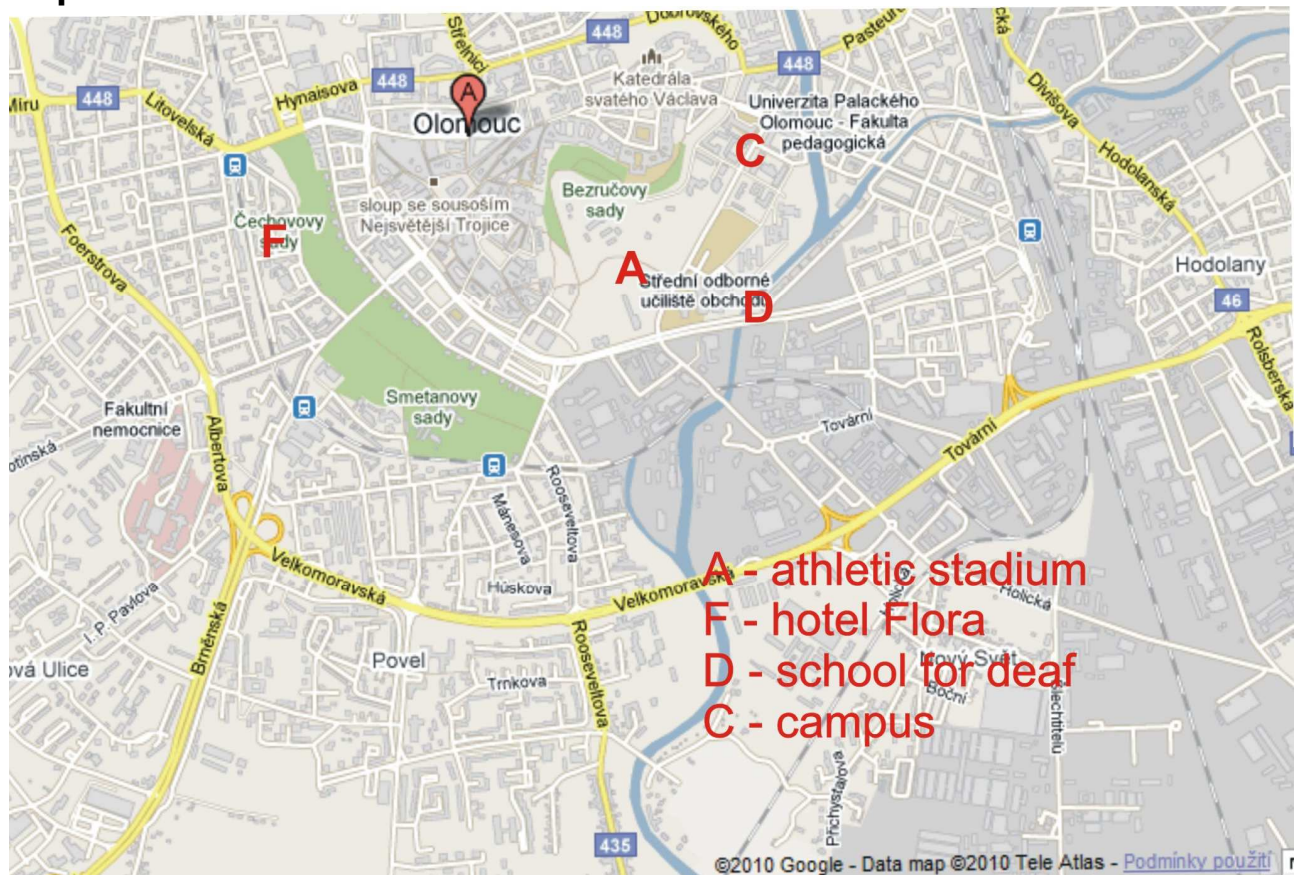 Střelnici
Dobrovského
448
448
Pasteurova
Divišova
Katedrála
svatého Václava
448
Hynaisova
448
Míru
Litovelská
A
Olomouc
Univerzita Palackého
Olomouc - Fakulta
pedagogická
C
Hodolanská
Bezručovy
sady
sloup se sousoším
Nejsvětější Trojice
Čechovovy
sady
F
Foerstrova
A
Střední odborné
učiliště obchodu
D
Hodolany
46
Rolsberská
Smetanovy
sady
Fakultní
nemocnice
Albertova
Tovární
Tovární
Mánesova
Rooseveltova
Velkomoravská
Velkomoravská
Hůskova
I. P. Pavlova
Brněnská
Holická
Povel
Trnkova
Rooseveltova
Nový Svět
Boční
Šlechtitelů
Přichystalova
A - athletic stadium
F - hotel Flora
D - school for deaf
C - campus
435
©2010 Google - Data map ©2010 Tele Atlas - Podmínky použití